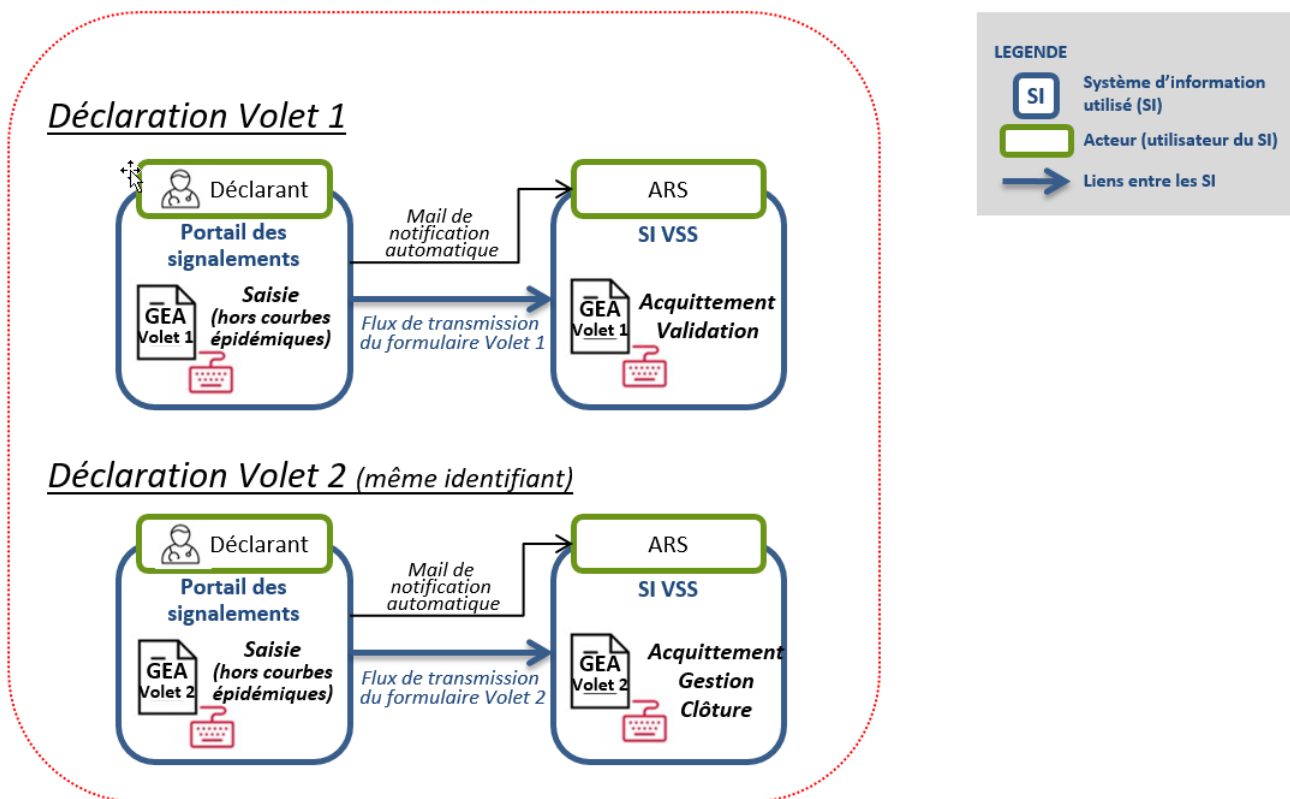 Déclaration Volet 1
Déclarant
Portail des
signalements
GEA
Volet 1
Saisie
(hors courbes
épidémiques)
Mail de
notification
automatique
Flux de transmission
du formulaire Volet 1
ARS
SI VSS
GEA
Volet 1
Acquittement
Validation
Déclaration Volet 2 (même identifiant)
Déclarant
Portail des
signalements
GEA
Volet 2
Saisie
(hors courbes
épidémiques)
Mail de
notification
automatique
Flux de transmission
du formulaire Volet 2
ARS
SI VSS
GEA
Volet 2
Acquittement
Gestion
Clôture
LEGENDE
SI
Système d'information
utilisé (SI)
Acteur (utilisateur du SI)
Liens entre les SI